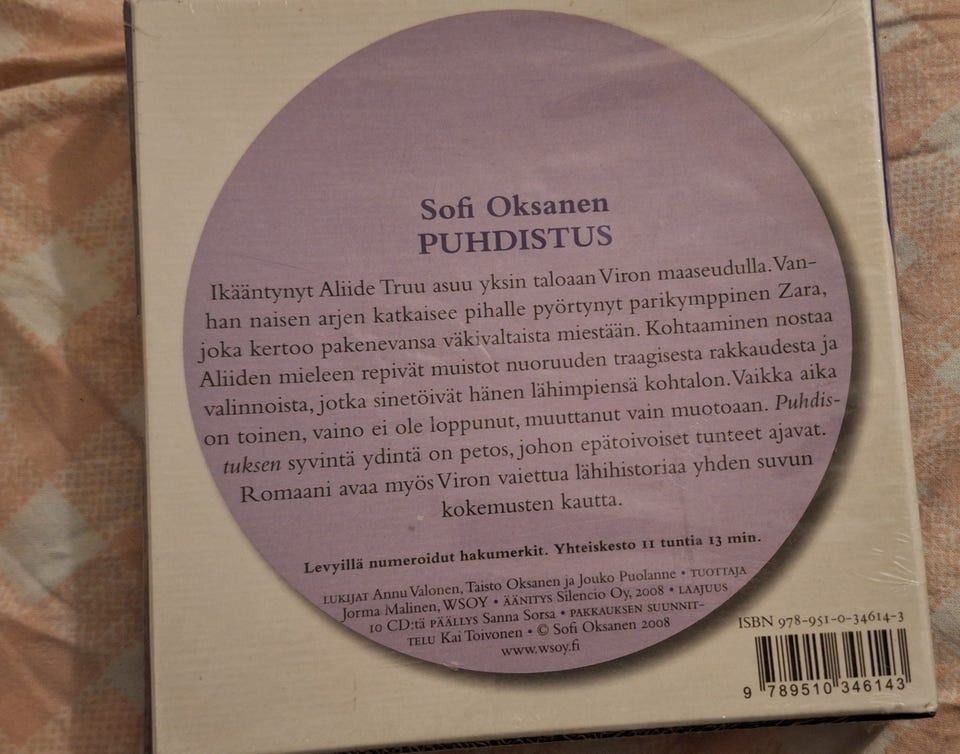 Sofi Oksanen
PUHDISTUS
Ikääntynyt Aliide Truu asuu yksin taloaan Viron maaseudulla. Van-
han naisen arjen katkaisee pihalle pyörtynyt parikymppinen Zara,
joka kertoo pakenevansa väkivaltaista miestään. Kohtaaminen nostaa
Aliiden mieleen repivät muistot nuoruuden traagisesta rakkaudesta ja
valinnoista, jotka sinetöivät hänen lähimpiensä kohtalon. Vaikka aika
on toinen, vaino ei ole loppunut, muuttanut vain muotoaan. Puhdis-
tuksen syvintä ydintä on petos, johon epätoivoiset tunteet ajavat.
Romaani avaa myös Viron vaiettua lähihistoriaa yhden suvun
kokemusten kautta.
Levyillä numeroidut hakumerkit. Yhteiskesto 11 tuntia 13 min.
LUKIJAT Annu Valonen, Taisto Oksanen ja Jouko Puolanne • TUOTTAJA
Jorma Malinen, WSOY • ÄÄNITYS Silencio Oy, 2008 • LAAJUUS
10 CD:tä PÄÄLLYS Sanna Sorsa • PAKKAUKSEN SUUNNIT-
TELU Kai Toivonen • © Sofi Oksanen 2008
www.wsoy.fi
ISBN 978-951-0-34614-3
9 789510 346143